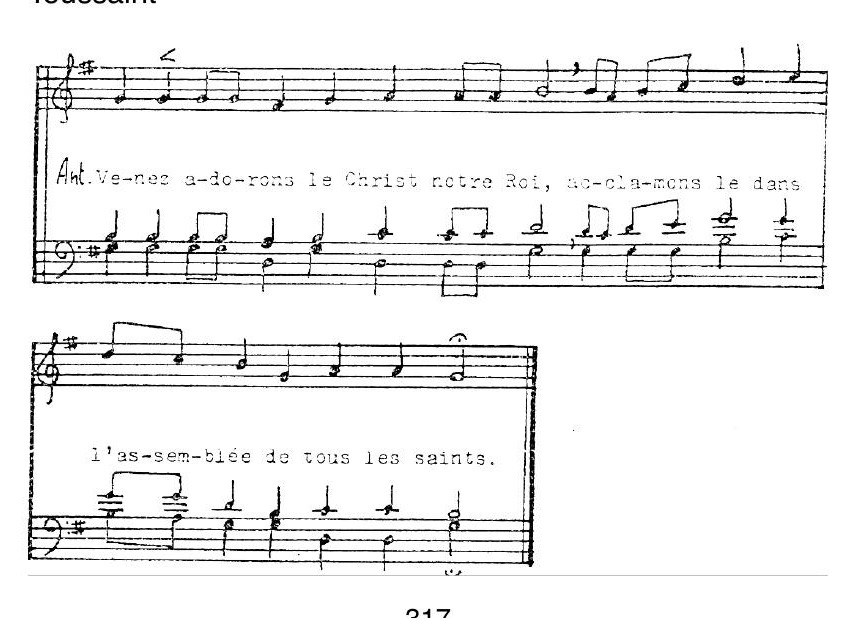 Toussaint
Ant. Ve-nez a-do-rons le Christ notre Roi, ac-cla-mons le dans
l'as-sem-blée de tous les saints.
317